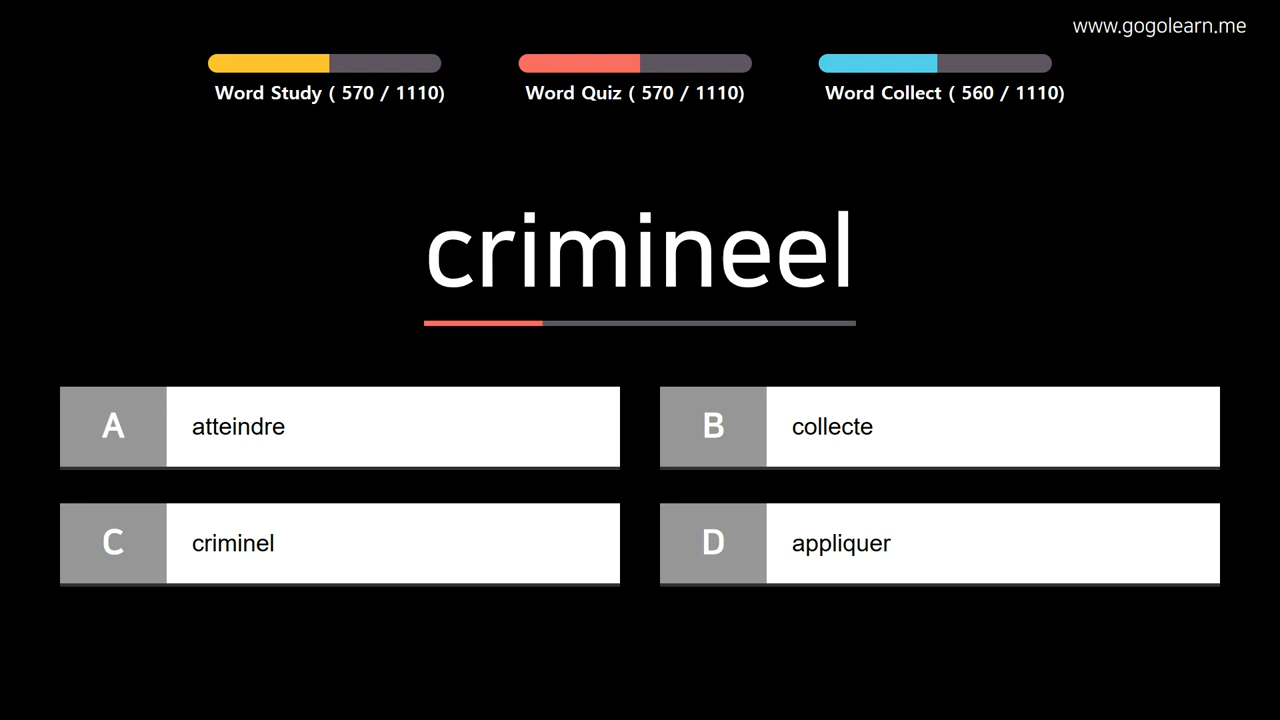 www.gogolearn.me
Word Study ( 570 / 1110)
Word Quiz ( 570 / 1110)
Word Collect ( 560 / 1110)
crimineel
A atteindre
B collecte
C criminel
D appliquer